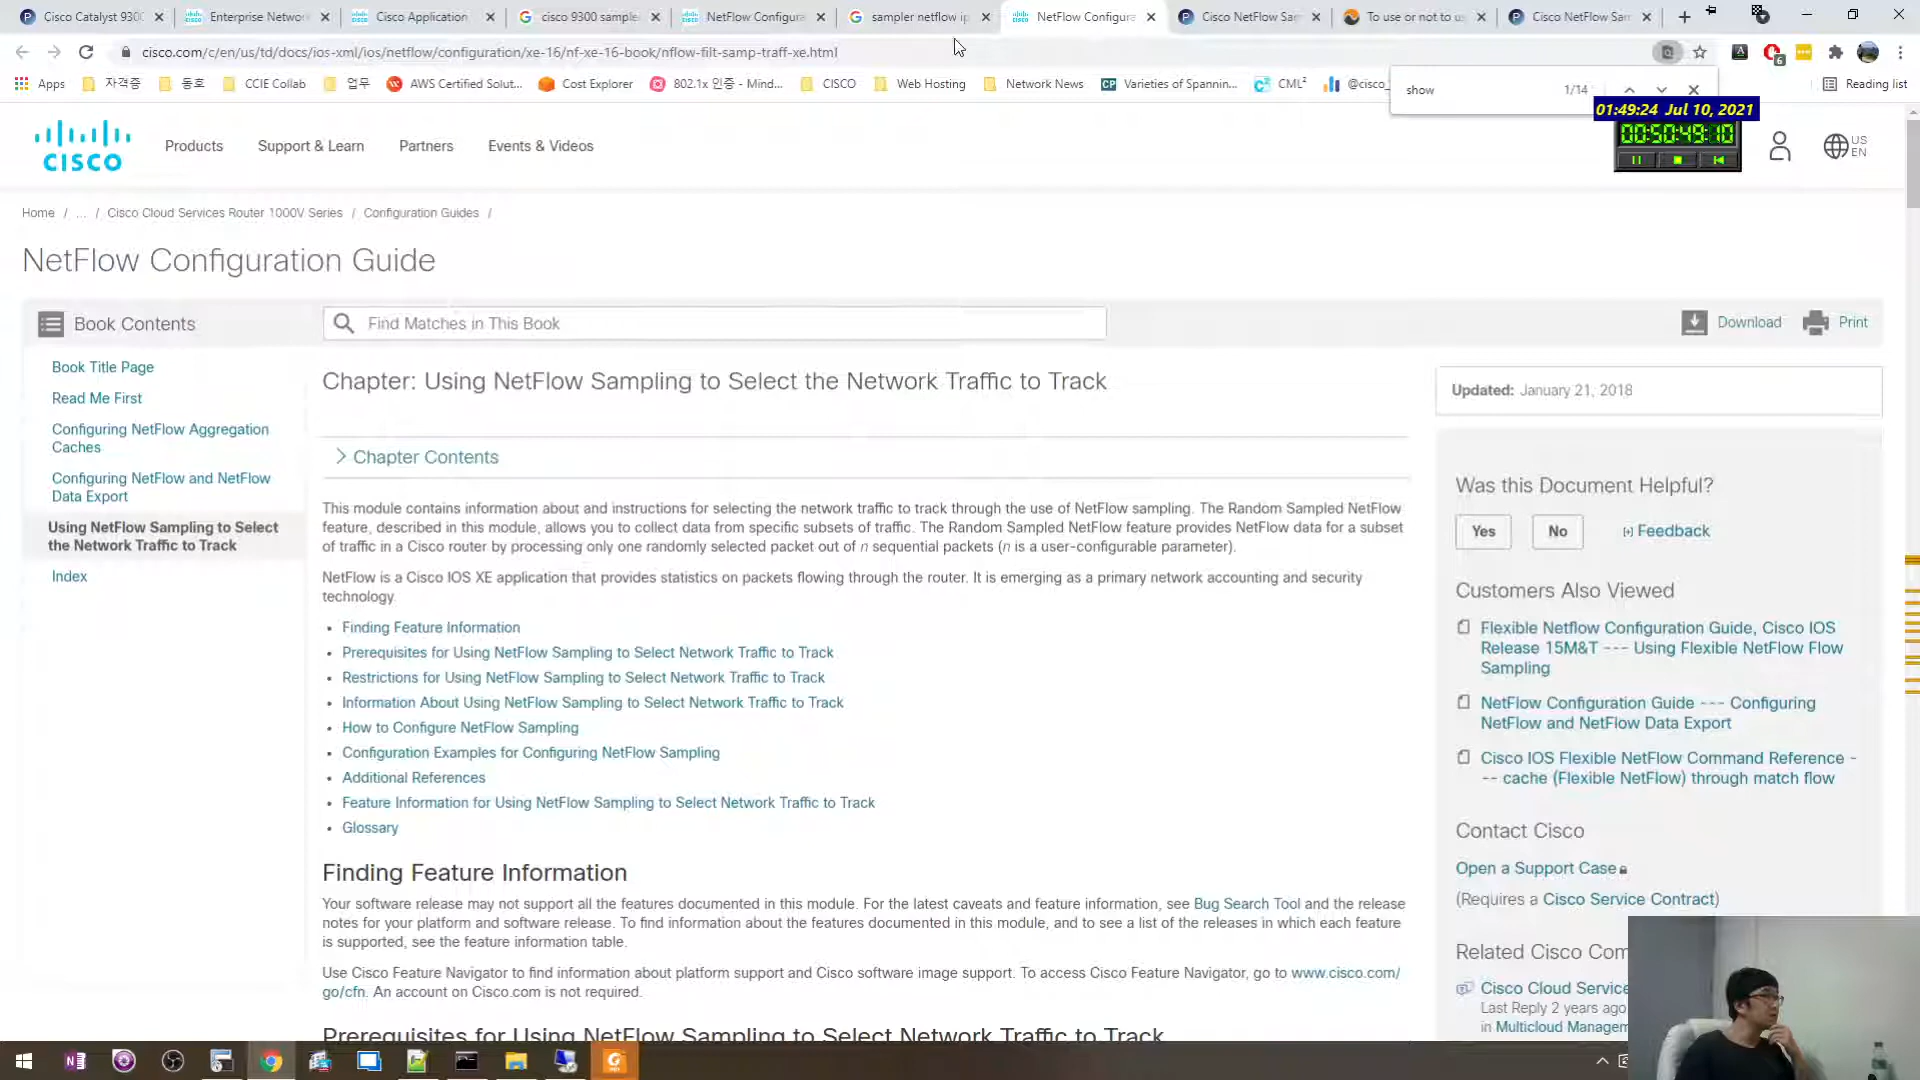 Cisco Catalyst 930
Enterprise Networ
Cisco Application
cisco 9300 sample
NetFlow Configura
sampler netflow ip
NetFlow Configura
Cisco NetFlow Sa
To use or not to u
Cisco NetFlow Sa
cisco.com/c/en/us/td/docs/ios-xml/ios/netflow/configuration/xe-16/nf-xe-16-book/nflow-filt-samp-traff-xe.html
Apps
자격증
동호
CCIE Collab
업무
AWS Certified Solut...
Cost Explorer
802.1x 인증 - Mind...
CISCO
Web Hosting
Network News
Varieties of Spannin...
CML²
@cisco_
Reading list
show
1/14
01:49:24 Jul 10, 2021
00:50:49.10
CISCO
Products
Support & Learn
Partners
Events & Videos
US
EN
Home / ... / Cisco Cloud Services Router 1000V Series / Configuration Guides /
NetFlow Configuration Guide
Book Contents
Find Matches in This Book
Download
Print
Book Title Page
Read Me First
Configuring NetFlow Aggregation
Caches
Configuring NetFlow and NetFlow
Data Export
Using NetFlow Sampling to Select
the Network Traffic to Track
Index
Chapter: Using NetFlow Sampling to Select the Network Traffic to Track
Chapter Contents
This module contains information about and instructions for selecting the network traffic to track through the use of NetFlow sampling. The Random Sampled NetFlow
feature, described in this module, allows you to collect data from specific subsets of traffic. The Random Sampled NetFlow feature provides NetFlow data for a subset
of traffic in a Cisco router by processing only one randomly selected packet out of n sequential packets (n is a user-configurable parameter).
NetFlow is a Cisco IOS XE application that provides statistics on packets flowing through the router. It is emerging as a primary network accounting and security
technology.
• Finding Feature Information
• Prerequisites for Using NetFlow Sampling to Select Network Traffic to Track
• Restrictions for Using NetFlow Sampling to Select Network Traffic to Track
• Information About Using NetFlow Sampling to Select Network Traffic to Track
• How to Configure NetFlow Sampling
• Configuration Examples for Configuring NetFlow Sampling
• Additional References
• Feature Information for Using NetFlow Sampling to Select Network Traffic to Track
• Glossary
Finding Feature Information
Your software release may not support all the features documented in this module. For the latest caveats and feature information, see Bug Search Tool and the release
notes for your platform and software release. To find information about the features documented in this module, and to see a list of the releases in which each feature
is supported, see the feature information table.
Use Cisco Feature Navigator to find information about platform support and Cisco software image support. To access Cisco Feature Navigator, go to www.cisco.com/
go/cfn. An account on Cisco.com is not required.
Prerequisites for Using NetFlow Sampling to Select Network Traffic to Track
Updated: January 21, 2018
Was this Document Helpful?
Yes
No
Feedback
Customers Also Viewed
Flexible Netflow Configuration Guide, Cisco IOS
Release 15M&T --- Using Flexible NetFlow Flow
Sampling
NetFlow Configuration Guide --- Configuring
NetFlow and NetFlow Data Export
Cisco IOS Flexible NetFlow Command Reference -
-- cache (Flexible NetFlow) through match flow
Contact Cisco
Open a Support Case
(Requires a Cisco Service Contract)
Related Cisco Com
Cisco Cloud Service
Last Reply 2 years ago
in Multicloud Managem